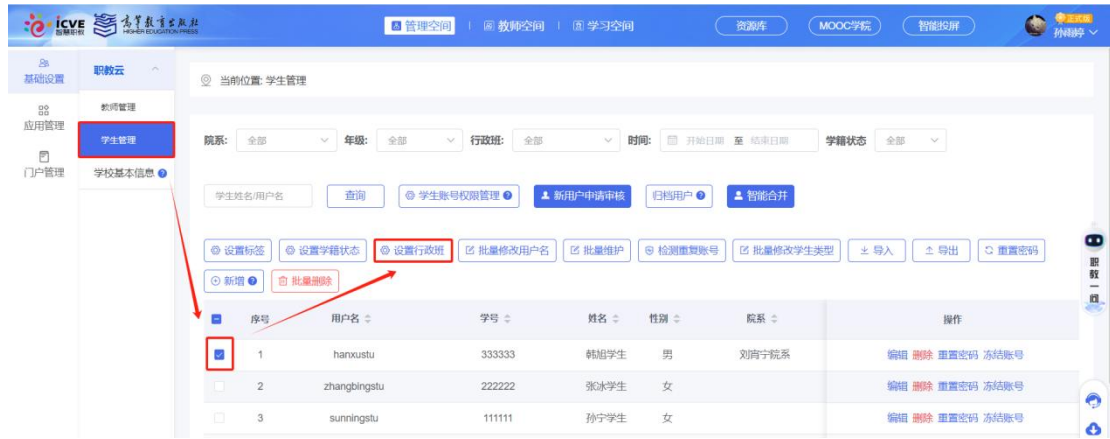 icve 智慧职教 高等教育出版社 HIGHER EDUCATION PRESS 管理空间 教师空间 学习空间 资源库 MOOC学院 智能投屏 正式版
基础设置
应用管理
门户管理
职教云
教师管理
学生管理
学校基本信息
当前位置: 学生管理
院系: 全部 年级: 全部 行政班: 全部 时间: 开始日期 至 结束日期 学籍状态 全部
学生姓名/用户名 查询 学生账号权限管理 新用户申请审核 归档用户 智能合并
设置标签 设置学籍状态 设置行政班 批量修改用户名 批量维护 检测重复账号 批量修改学生类型 导入 导出 重置密码
新增 批量删除
序号 用户名 学号 姓名 性别 院系 操作
1 hanxustu 333333 韩旭学生 男 刘宵宁院系 编辑 删除 重置密码 冻结账号
2 zhangbingstu 222222 张冰学生 女 编辑 删除 重置密码 冻结账号
3 sunningstu 111111 孙宁学生 女 编辑 删除 重置密码 冻结账号
职教一问